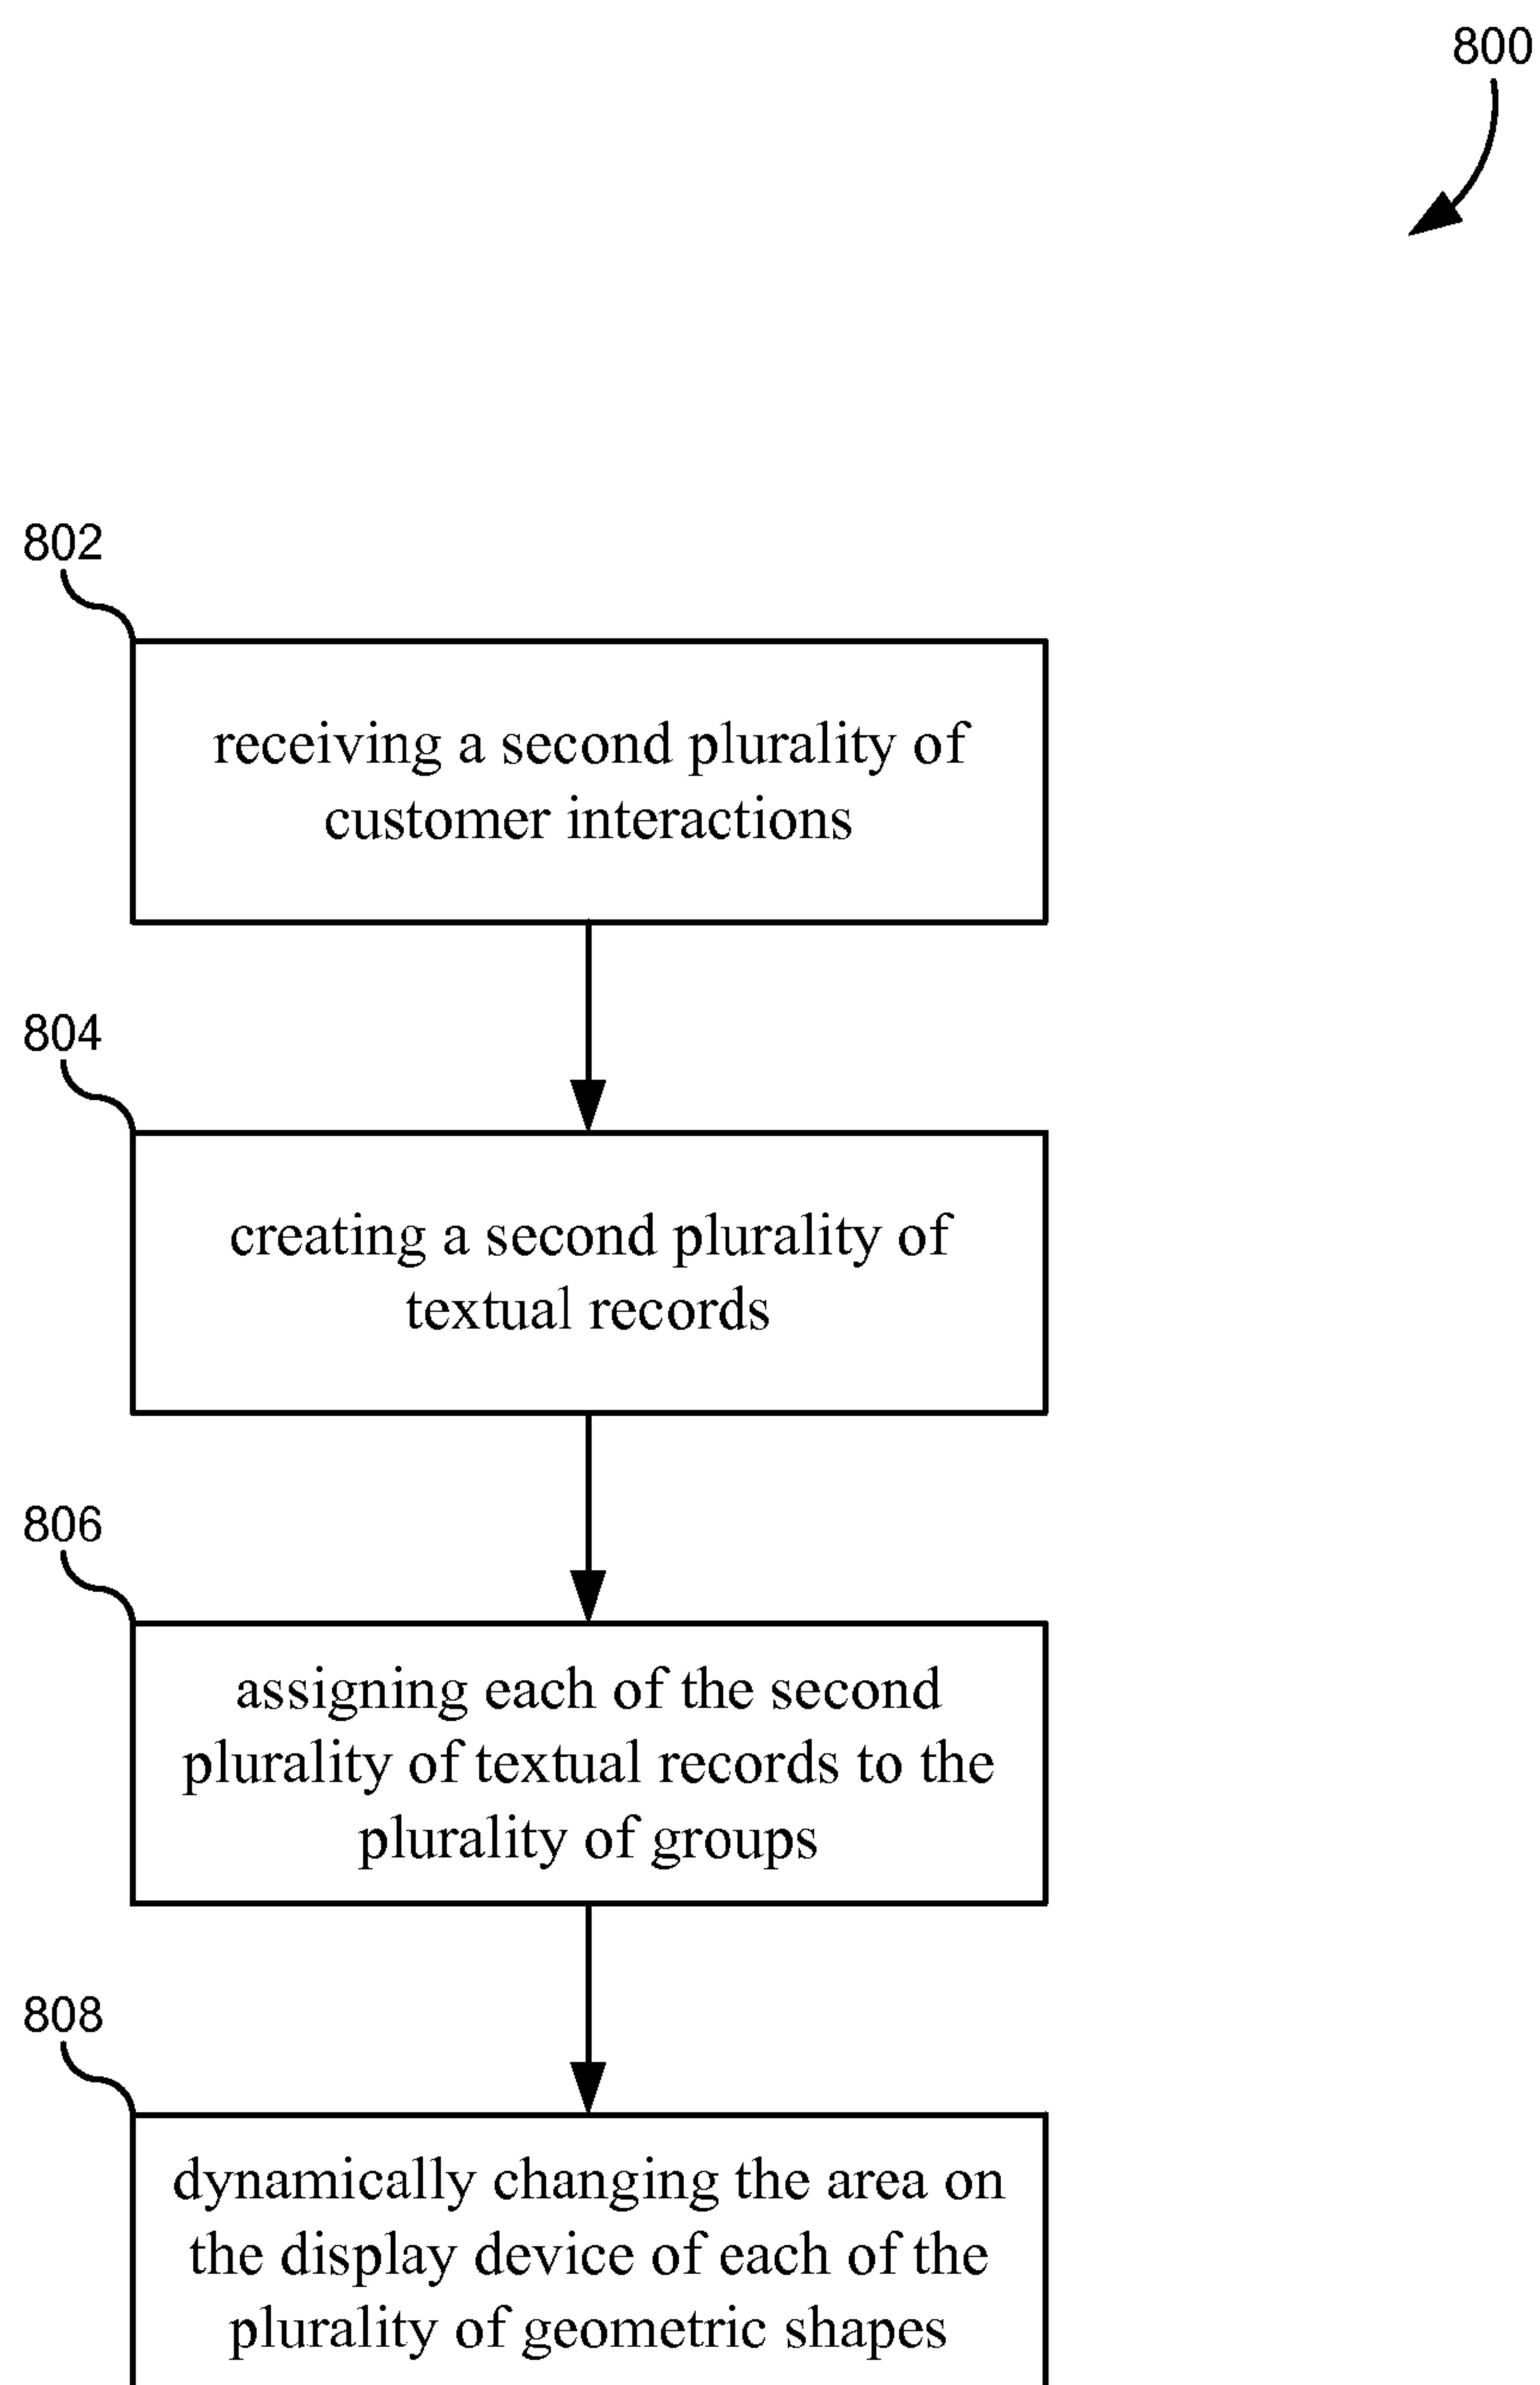 800
802
receiving a second plurality of
customer interactions
804
creating a second plurality of
textual records
806
assigning each of the second
plurality of textual records to the
plurality of groups
808
dynamically changing the area on
the display device of each of the
plurality of geometric shapes